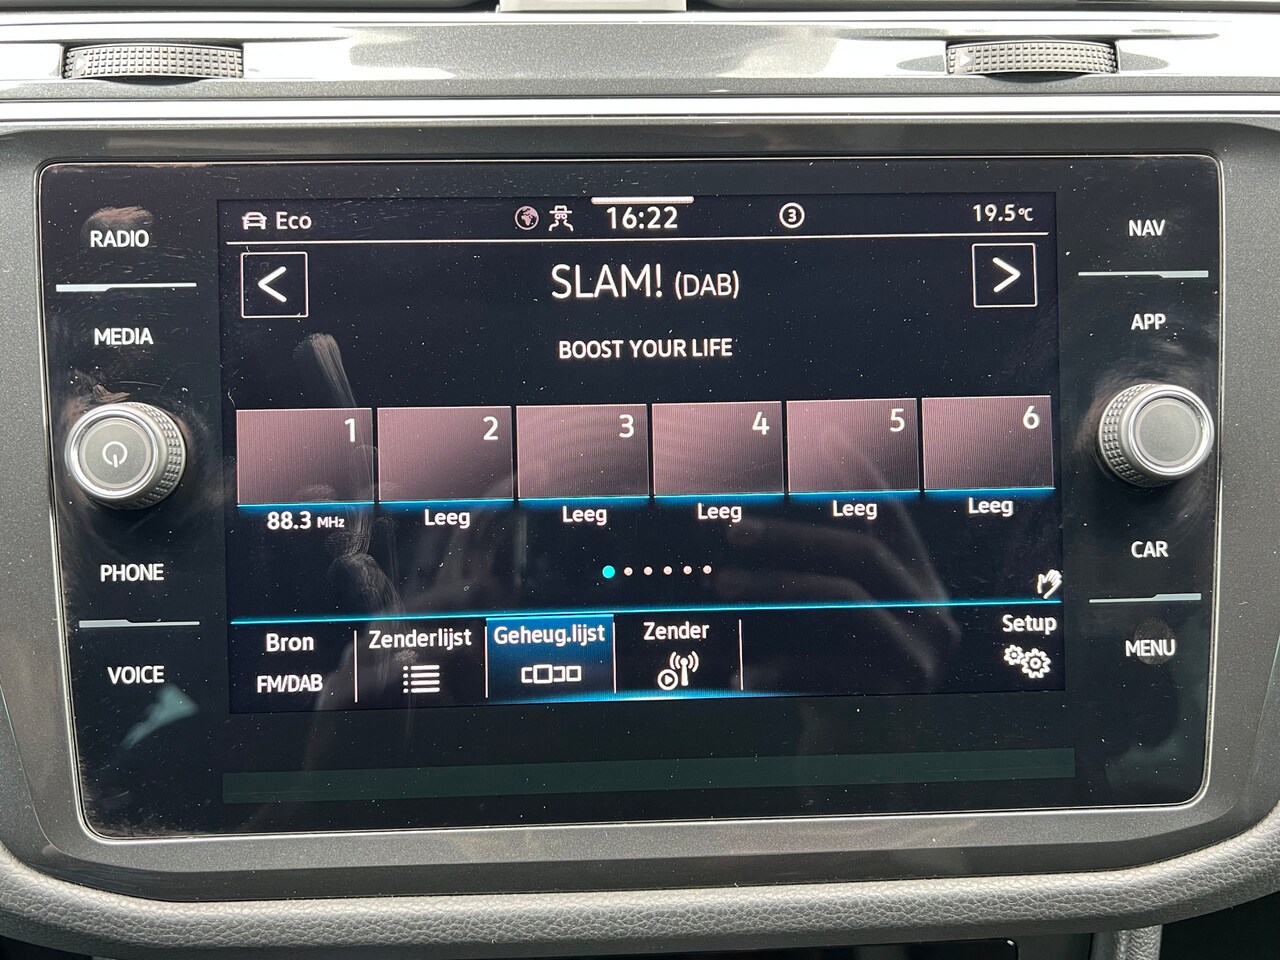 Eco 16:22 3 19.5°C
RADIO
MEDIA
PHONE
VOICE
< SLAM! (DAB) >
BOOST YOUR LIFE
1 2 3 4 5 6
88.3 MHz Leeg Leeg Leeg Leeg Leeg
Bron Zenderlijst Geheug.lijst Zender Setup
FM/DAB
NAV
APP
CAR
MENU